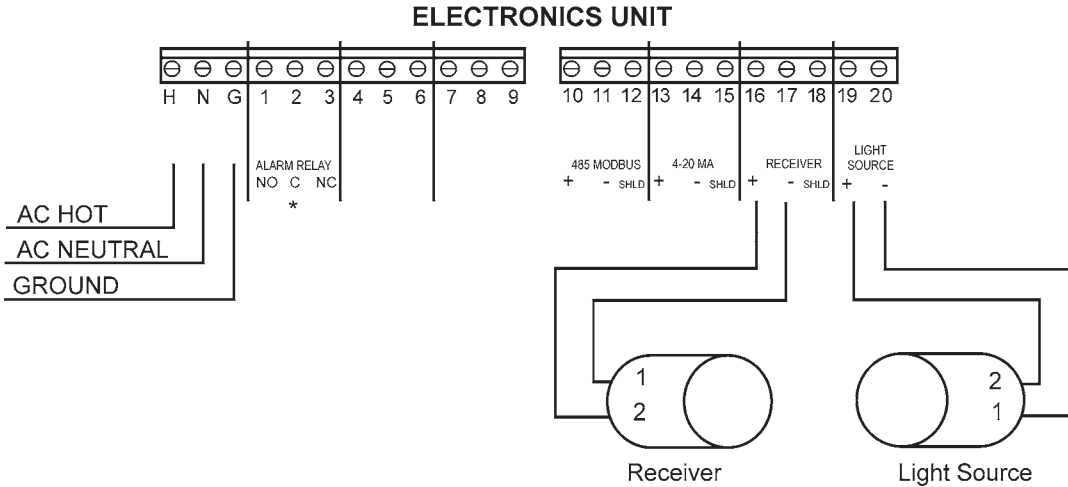 ELECTRONICS UNIT
H N G 1 2 3 4 5 6 7 8 9 10 11 12 13 14 15 16 17 18 19 20
ALARM RELAY
NO C NC
*
485 MODBUS
+ - SHLD
4-20 MA
+ - SHLD
RECEIVER
+ - SHLD
LIGHT
SOURCE
+ -
AC HOT
AC NEUTRAL
GROUND
1
2
2
1
Receiver
Light Source